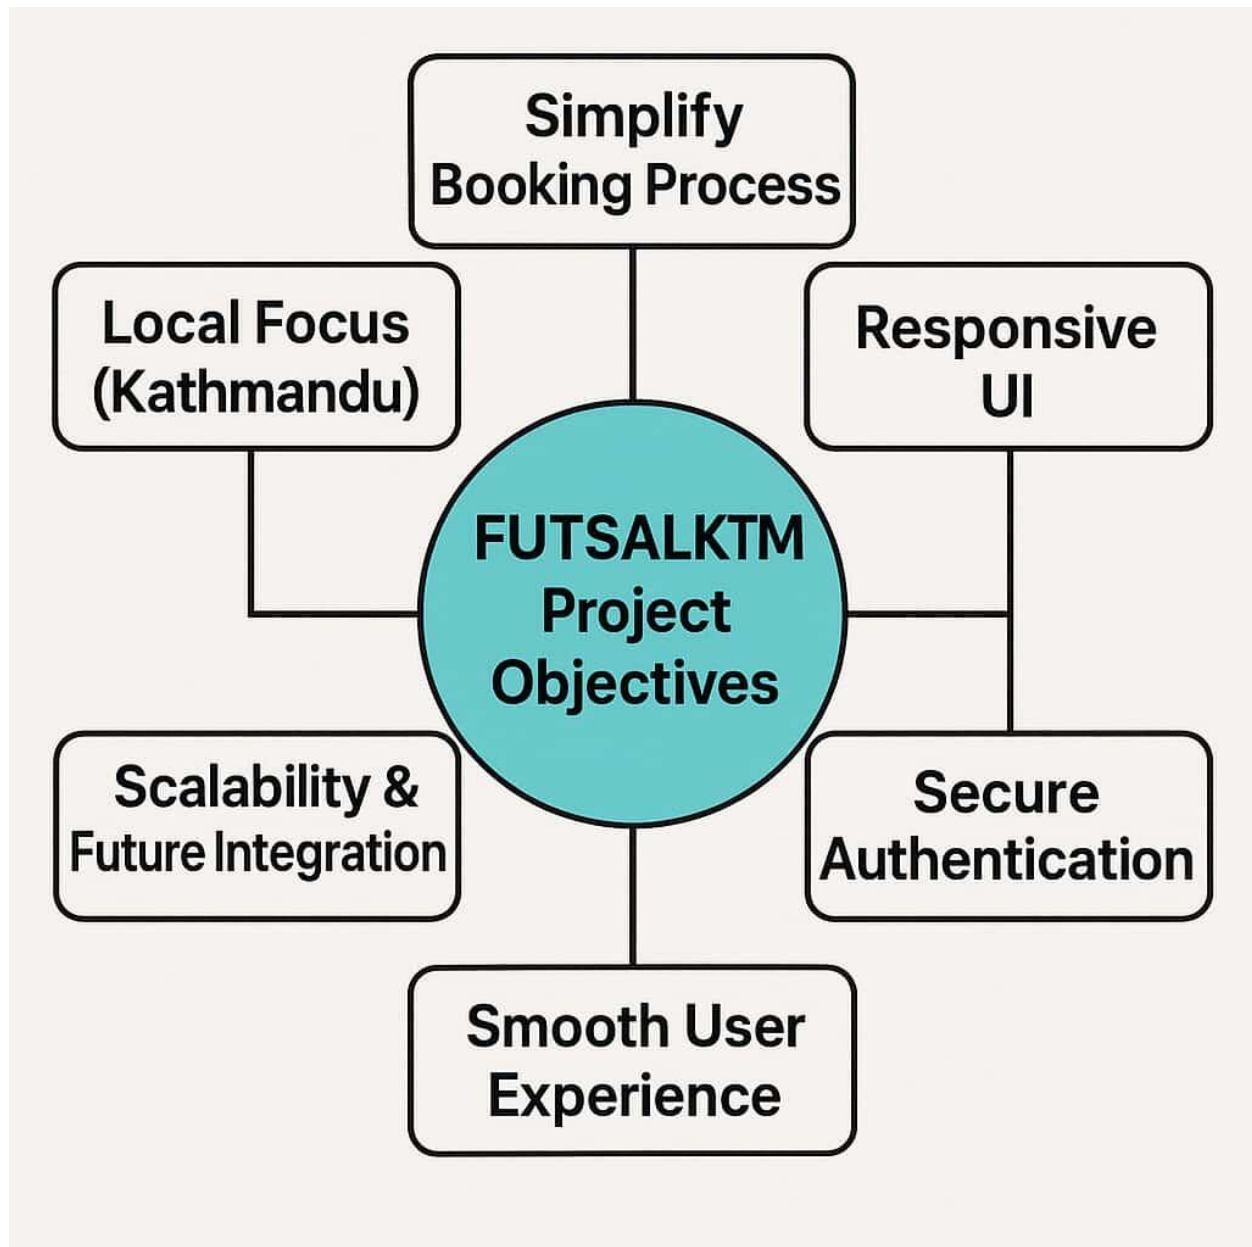 Simplify
Booking Process
Local Focus
(Kathmandu)
Responsive
UI
FUTSALKTM
Project
Objectives
Scalability &
Future Integration
Secure
Authentication
Smooth User
Experience